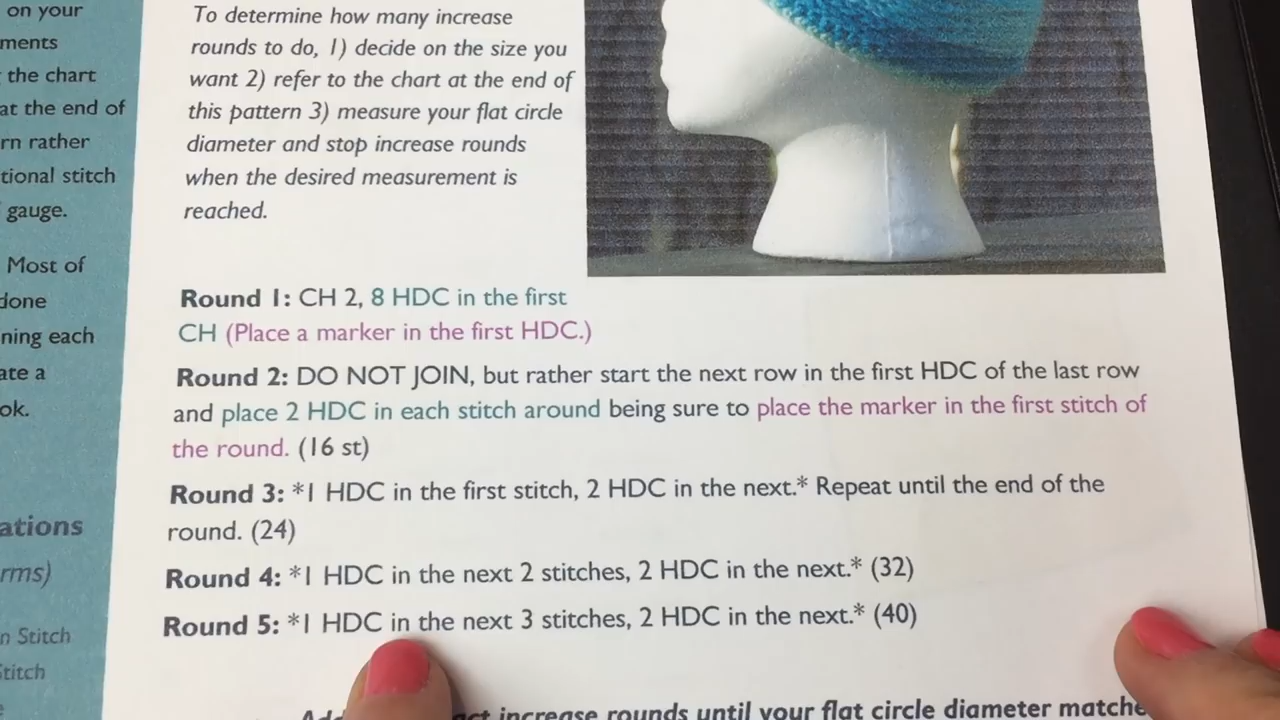 on your
ments
the chart
at the end of
rn rather
tional stitch
gauge.
Most of
done
ning each
ate a
ok.
ations
rms)
n Stitch
Stitch
To determine how many increase
rounds to do, 1) decide on the size you
want 2) refer to the chart at the end of
this pattern 3) measure your flat circle
diameter and stop increase rounds
when the desired measurement is
reached.
Round 1: CH 2, 8 HDC in the first
CH (Place a marker in the first HDC.)
Round 2: DO NOT JOIN, but rather start the next row in the first HDC of the last row
and place 2 HDC in each stitch around being sure to place the marker in the first stitch of
the round. (16 st)
Round 3: *1 HDC in the first stitch, 2 HDC in the next.* Repeat until the end of the
round. (24)
Round 4: *1 HDC in the next 2 stitches, 2 HDC in the next.* (32)
Round 5: *1 HDC in the next 3 stitches, 2 HDC in the next.* (40)
increase rounds until your flat circle diameter matche